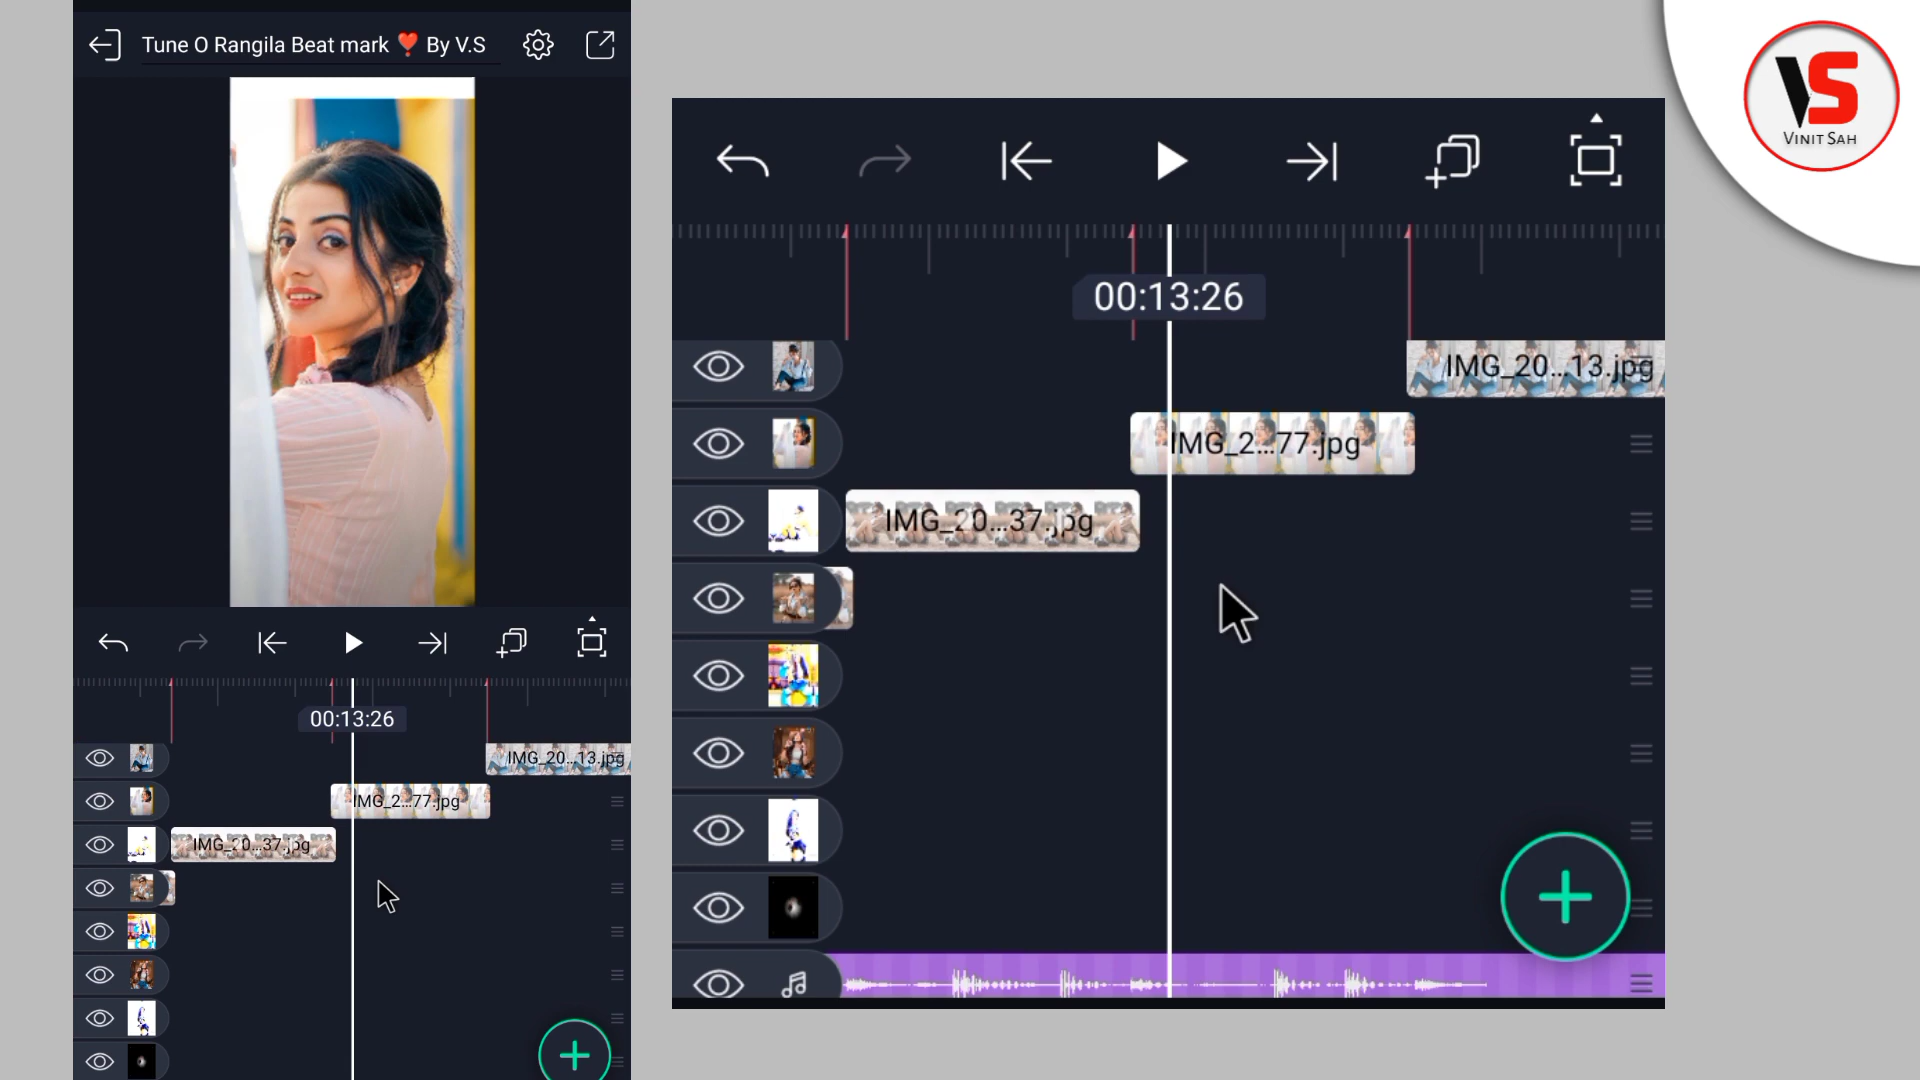 Tune O Rangila Beat mark ❣ By V.S
00:13:26
IMG_20...13.jpg
IMG_2...77.jpg
IMG_20...37.jpg
00:13:26
IMG_20...13.jpg
IMG_2...77.jpg
IMG_20...37.jpg
VS
VINIT SAH